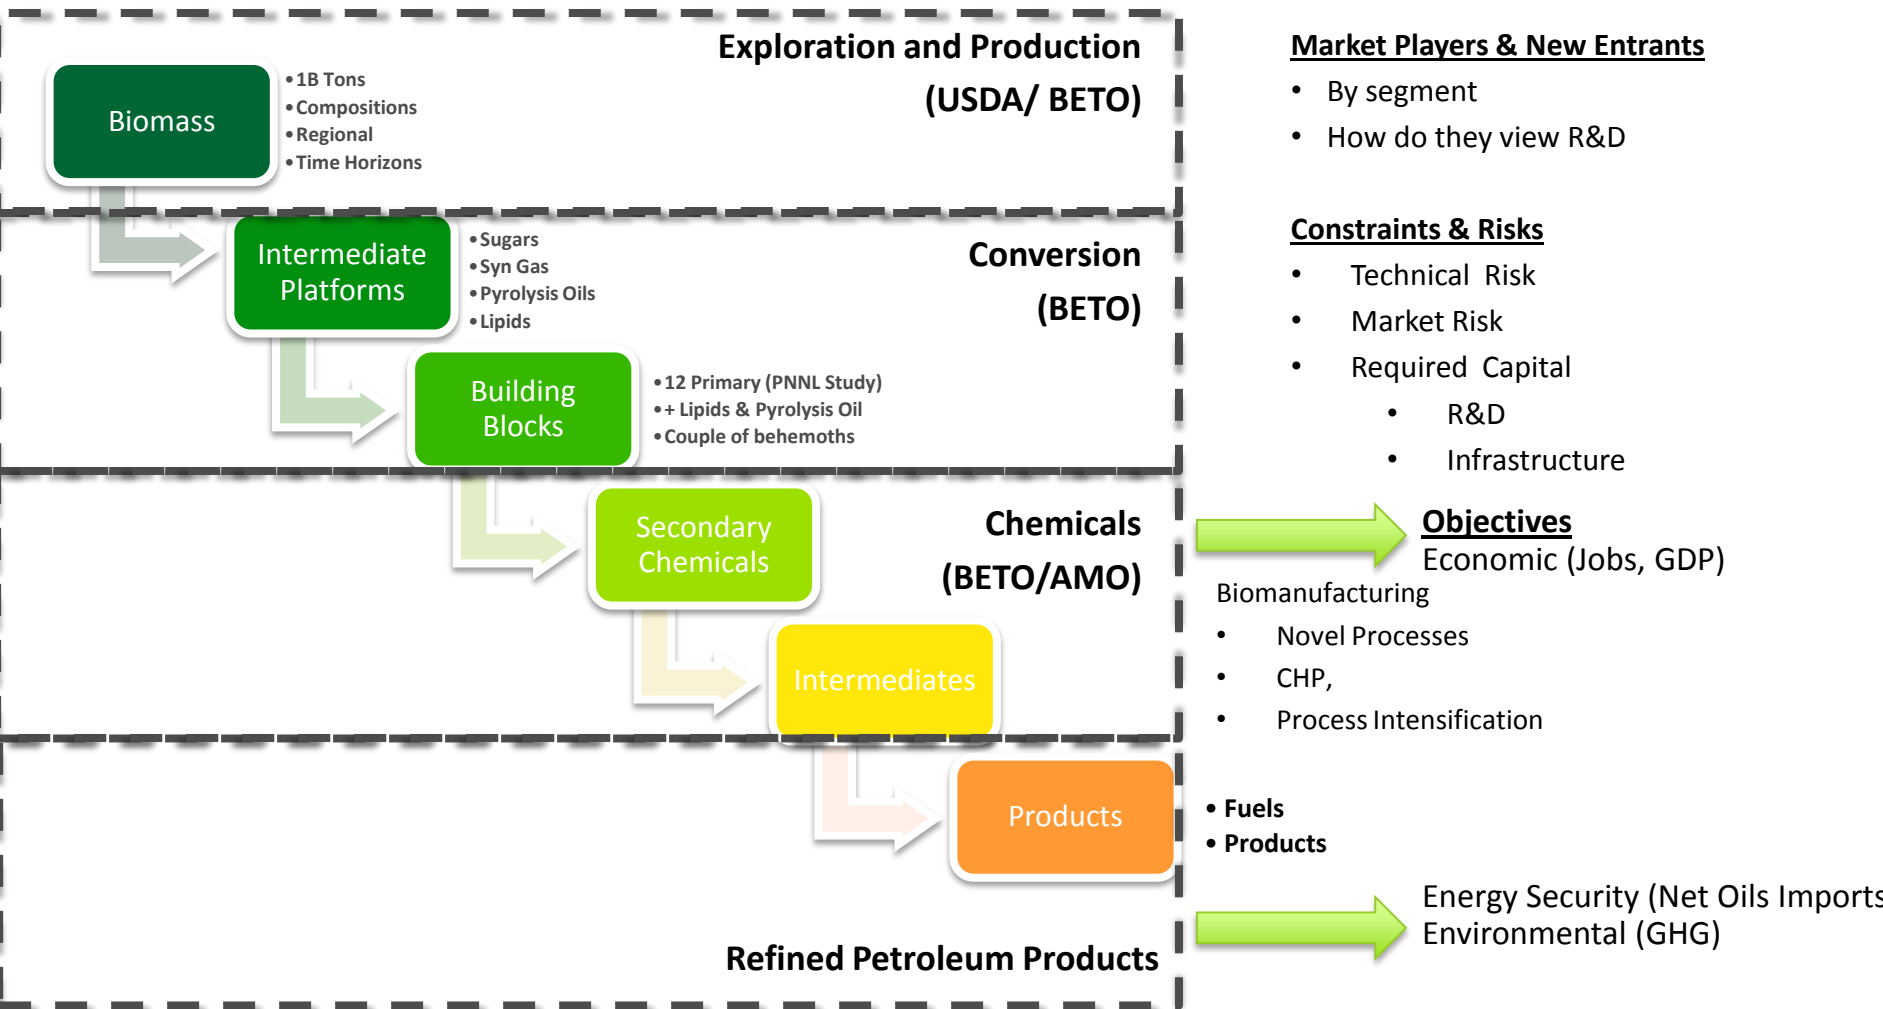 Exploration and Production
(USDA/ BETO)
Biomass
•1B Tons
•Compositions
•Regional
•Time Horizons
Conversion
(BETO)
Intermediate
Platforms
•Sugars
•Syn Gas
•Pyrolysis Oils
•Lipids
Building
Blocks
•12 Primary (PNNL Study)
•+ Lipids & Pyrolysis Oil
•Couple of behemoths
Chemicals
(BETO/AMO)
Secondary
Chemicals
Intermediates
Products
• Fuels
• Products
Refined Petroleum Products
Market Players & New Entrants
• By segment
• How do they view R&D
Constraints & Risks
• Technical Risk
• Market Risk
• Required Capital
• R&D
• Infrastructure
Objectives
Economic (Jobs, GDP)
Biomanufacturing
• Novel Processes
• CHP,
• Process Intensification
Energy Security (Net Oils Imports
Environmental (GHG)